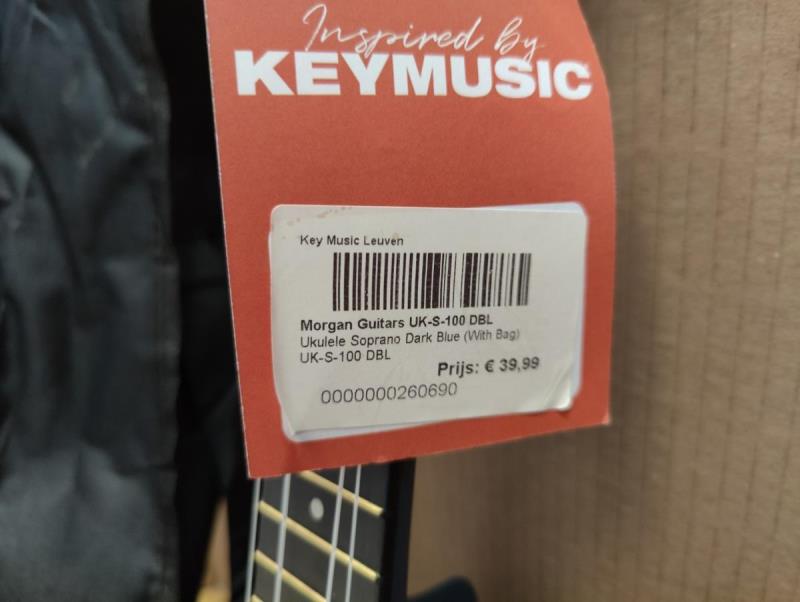 Inspired by
KEYMUSIC
Key Music Leuven
Morgan Guitars UK-S-100 DBL
Ukulele Soprano Dark Blue (With Bag)
UK-S-100 DBL
Prijs: € 39,99
0000000260690